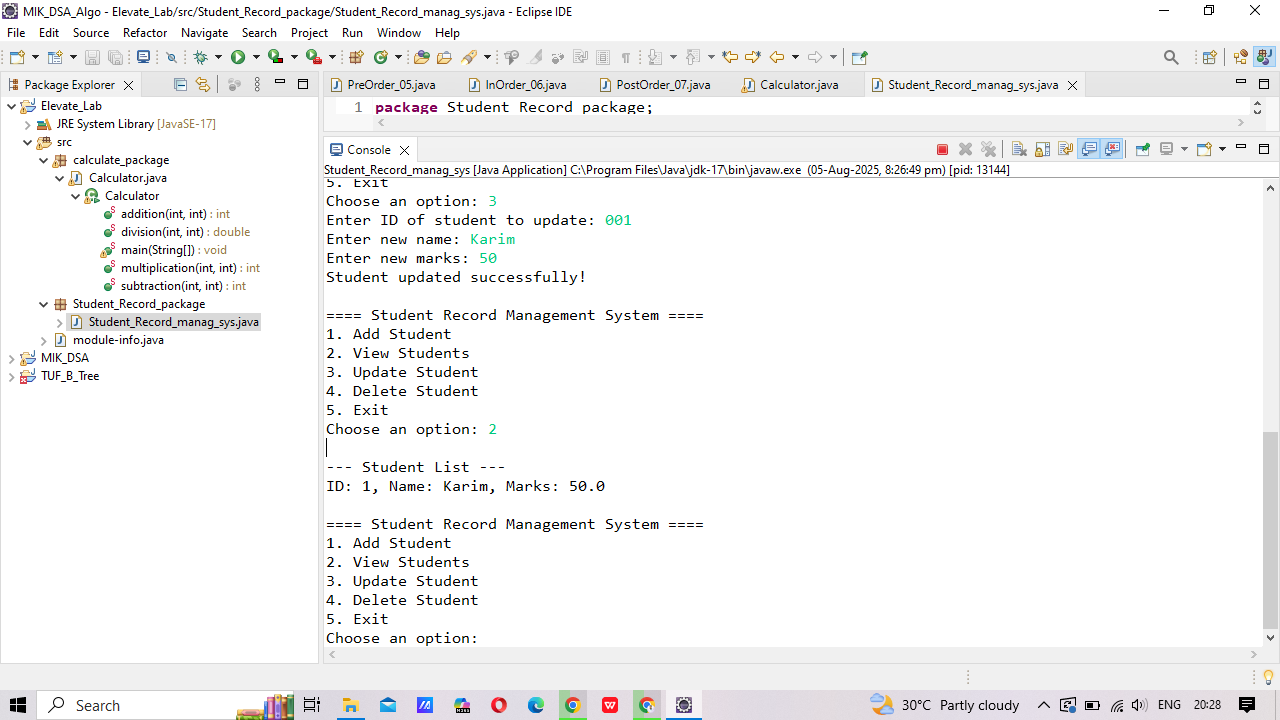 MIK_DSA_Algo - Elevate_Lab/src/Student_Record_package/Student_Record_manag_sys.java - Eclipse IDE
File Edit Source Refactor Navigate Search Project Run Window Help
Package Explorer
Elevate_Lab
JRE System Library [JavaSE-17]
src
calculate_package
Calculator.java
Calculator
addition(int, int) : int
division(int, int) : double
main(String[]) : void
multiplication(int, int) : int
subtraction(int, int) : int
Student_Record_package
Student_Record_manag_sys.java
module-info.java
MIK_DSA
TUF_B_Tree
PreOrder_05.java InOrder_06.java PostOrder_07.java Calculator.java Student_Record_manag_sys.java
1 package Student Record package;
Console
Student_Record_manag_sys [Java Application] C:\Program Files\Java\jdk-17\bin\javaw.exe (05-Aug-2025, 8:26:49 pm) [pid: 13144]
5. Exit
Choose an option: 3
Enter ID of student to update: 001
Enter new name: Karim
Enter new marks: 50
Student updated successfully!
==== Student Record Management System ====
1. Add Student
2. View Students
3. Update Student
4. Delete Student
5. Exit
Choose an option: 2
--- Student List ---
ID: 1, Name: Karim, Marks: 50.0
==== Student Record Management System ====
1. Add Student
2. View Students
3. Update Student
4. Delete Student
5. Exit
Choose an option:
Search
30°C Partly cloudy
ENG
20:28